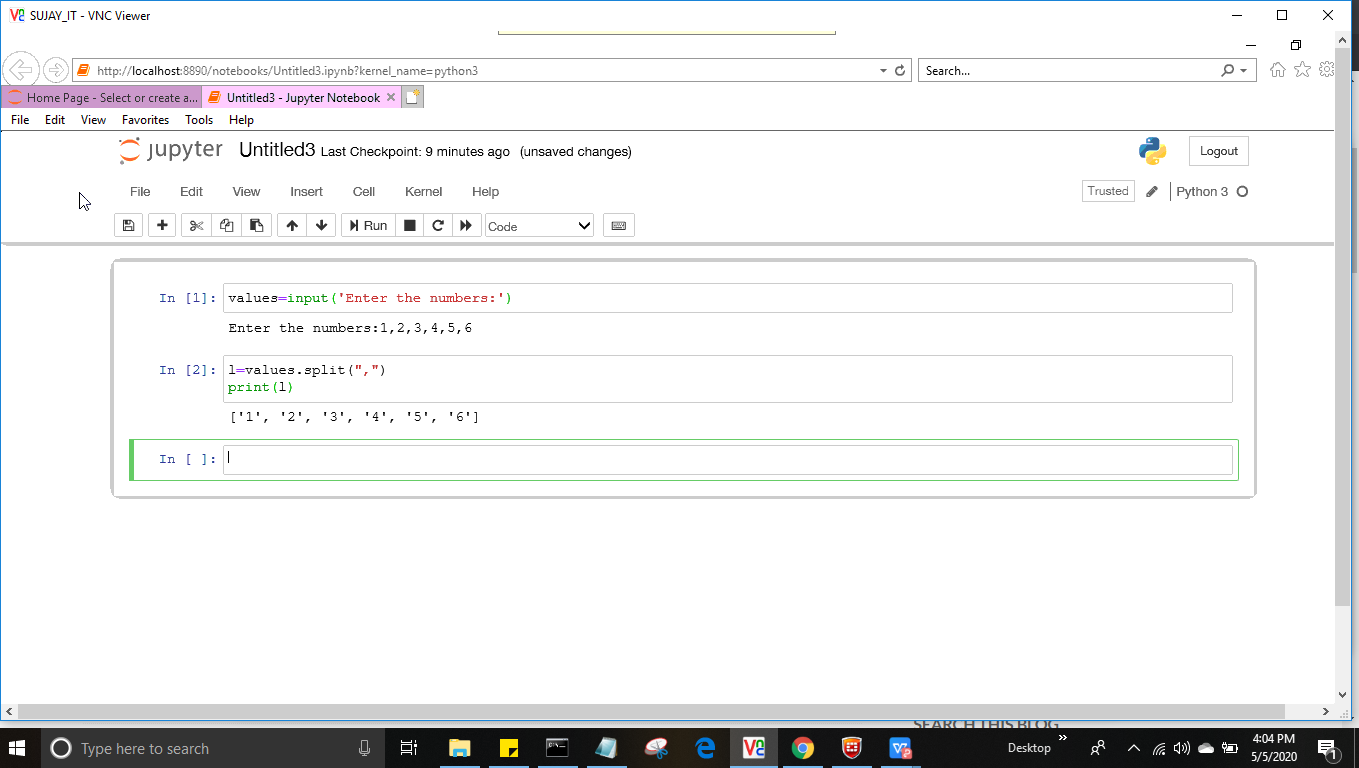 SUJAY_IT - VNC Viewer
http://localhost:8890/notebooks/Untitled3.ipynb?kernel_name=python3
Search...
Home Page - Select or create a...
Untitled3 - Jupyter Notebook
File Edit View Favorites Tools Help
jupyter Untitled3 Last Checkpoint: 9 minutes ago (unsaved changes)
Logout
File Edit View Insert Cell Kernel Help
Trusted
Python 3
Run
Code
In [1]: values=input('Enter the numbers:')
Enter the numbers:1,2,3,4,5,6
In [2]: l=values.split(",")
print(l)
['1', '2', '3', '4', '5', '6']
In [ ]:
SEARCH THIS BLOG
Type here to search
Desktop
4:04 PM
5/5/2020
1